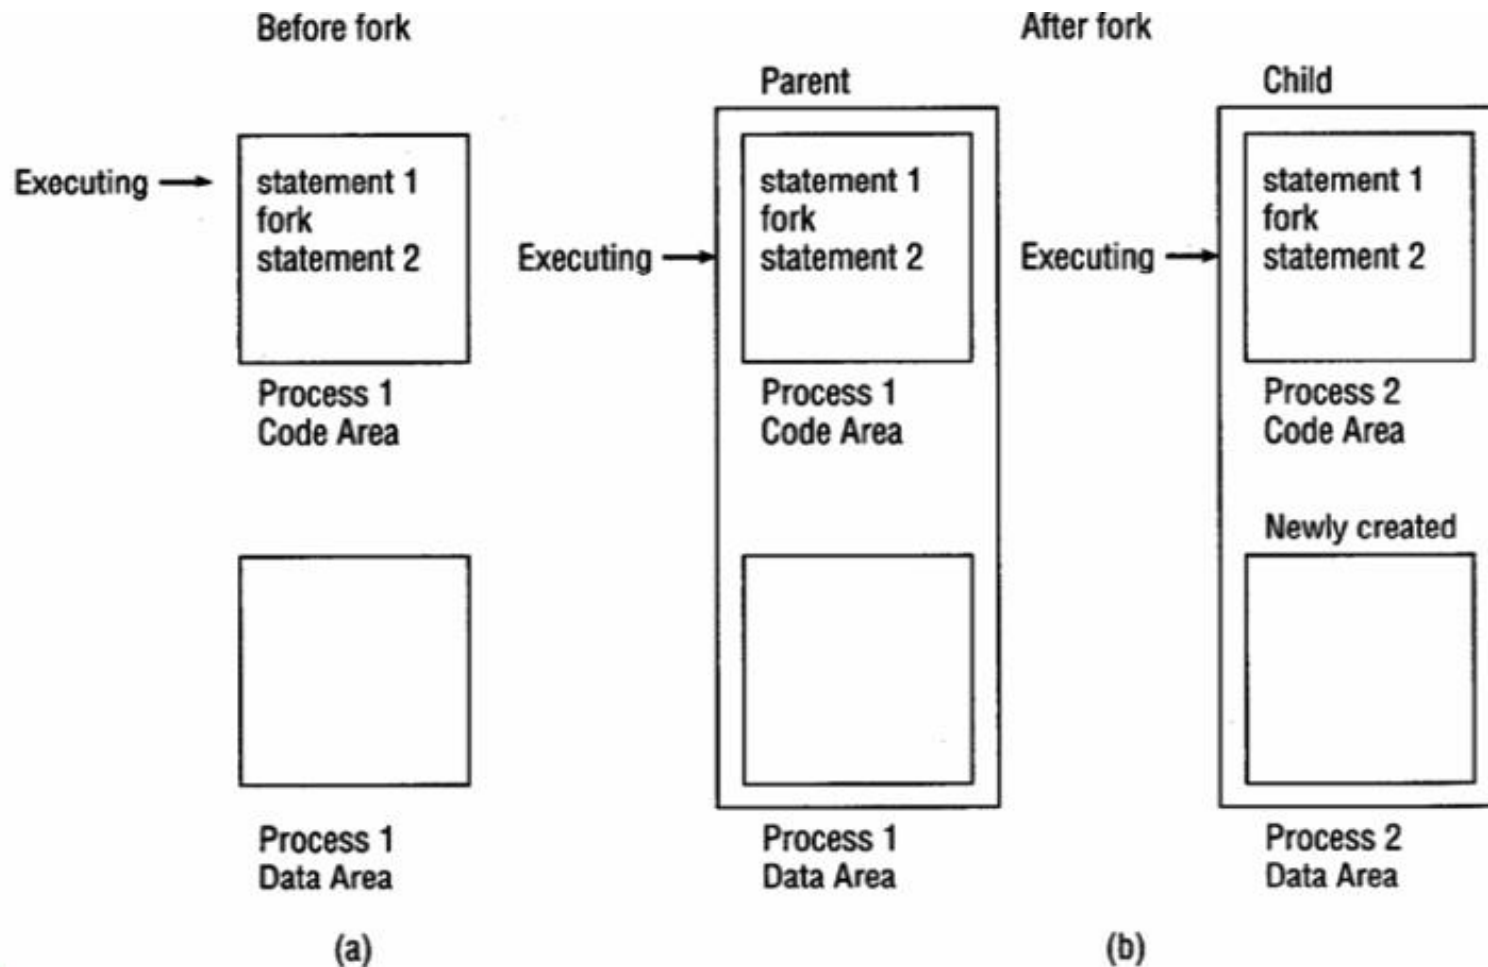 Before fork
After fork
Parent
Child
Executing
statement 1
fork
statement 2
Process 1
Code Area
Process 1
Data Area
(a)
Executing
statement 1
fork
statement 2
Process 1
Code Area
Process 1
Data Area
Executing
statement 1
fork
statement 2
Process 2
Code Area
Newly created
Process 2
Data Area
(b)